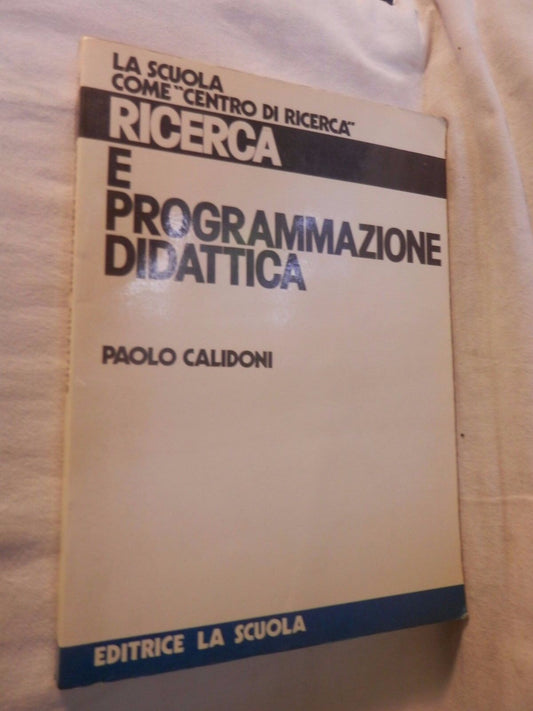 LA SCUOLA
COME "CENTRO DI RICERCA"
RICERCA
E
PROGRAMMAZIONE
DIDATTICA
PAOLO CALIDONI
EDITRICE LA SCUOLA